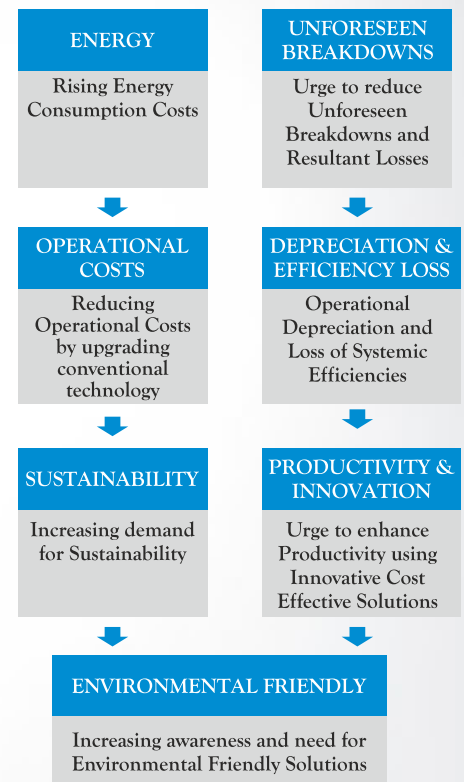 ENERGY
Rising Energy
Consumption Costs
OPERATIONAL
COSTS
Reducing
Operational Costs
by upgrading
conventional
technology
SUSTAINABILITY
Increasing demand
for Sustainability
UNFORESEEN
BREAKDOWNS
Urge to reduce
Unforeseen
Breakdowns and
Resultant Losses
DEPRECIATION &
EFFICIENCY LOSS
Operational
Depreciation and
Loss of Systemic
Efficiencies
PRODUCTIVITY &
INNOVATION
Urge to enhance
Productivity using
Innovative Cost
Effective Solutions
ENVIRONMENTAL FRIENDLY
Increasing awareness and need for
Environmental Friendly Solutions